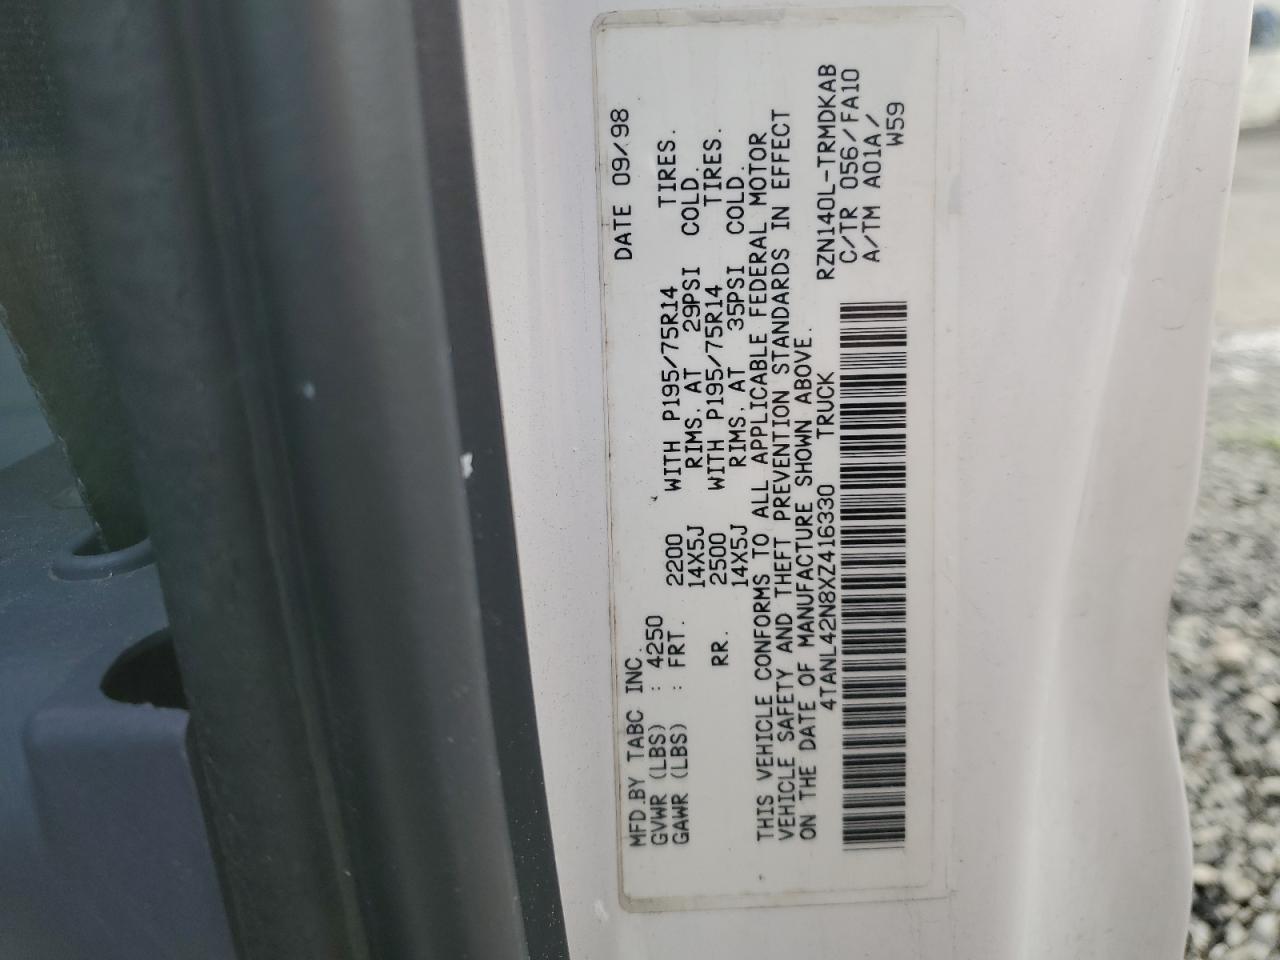 MFD.BY TABC INC. DATE 09/98
GVWR (LBS) : 4250
GAWR (LBS) : FRT. 2200 WITH P195/75R14 TIRES.
14X5J RIMS. AT 29PSI COLD.
RR. 2500 WITH P195/75R14 TIRES.
14X5J RIMS. AT 35PSI COLD.
THIS VEHICLE CONFORMS TO ALL APPLICABLE FEDERAL MOTOR
VEHICLE SAFETY AND THEFT PREVENTION STANDARDS IN EFFECT
ON THE DATE OF MANUFACTURE SHOWN ABOVE.
4TANL42N8XZ416330 TRUCK RZN140L-TRMDKAB
C/TR 056/FA10
A/TM A01A/
W59